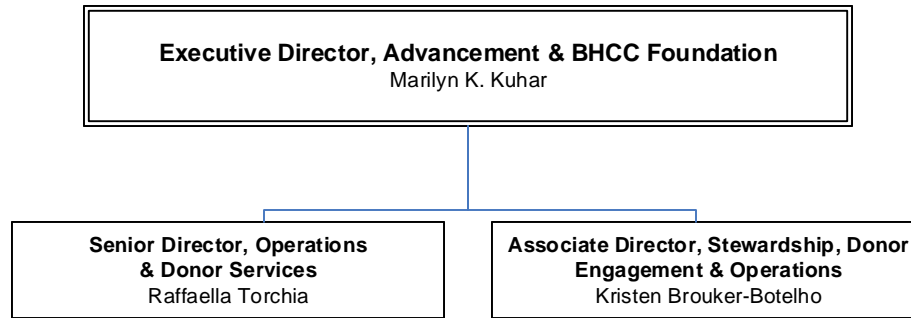 Executive Director, Advancement & BHCC Foundation
Marilyn K. Kuhar
Senior Director, Operations
& Donor Services
Raffaella Torchia
Associate Director, Stewardship, Donor
Engagement & Operations
Kristen Brouker-Botelho